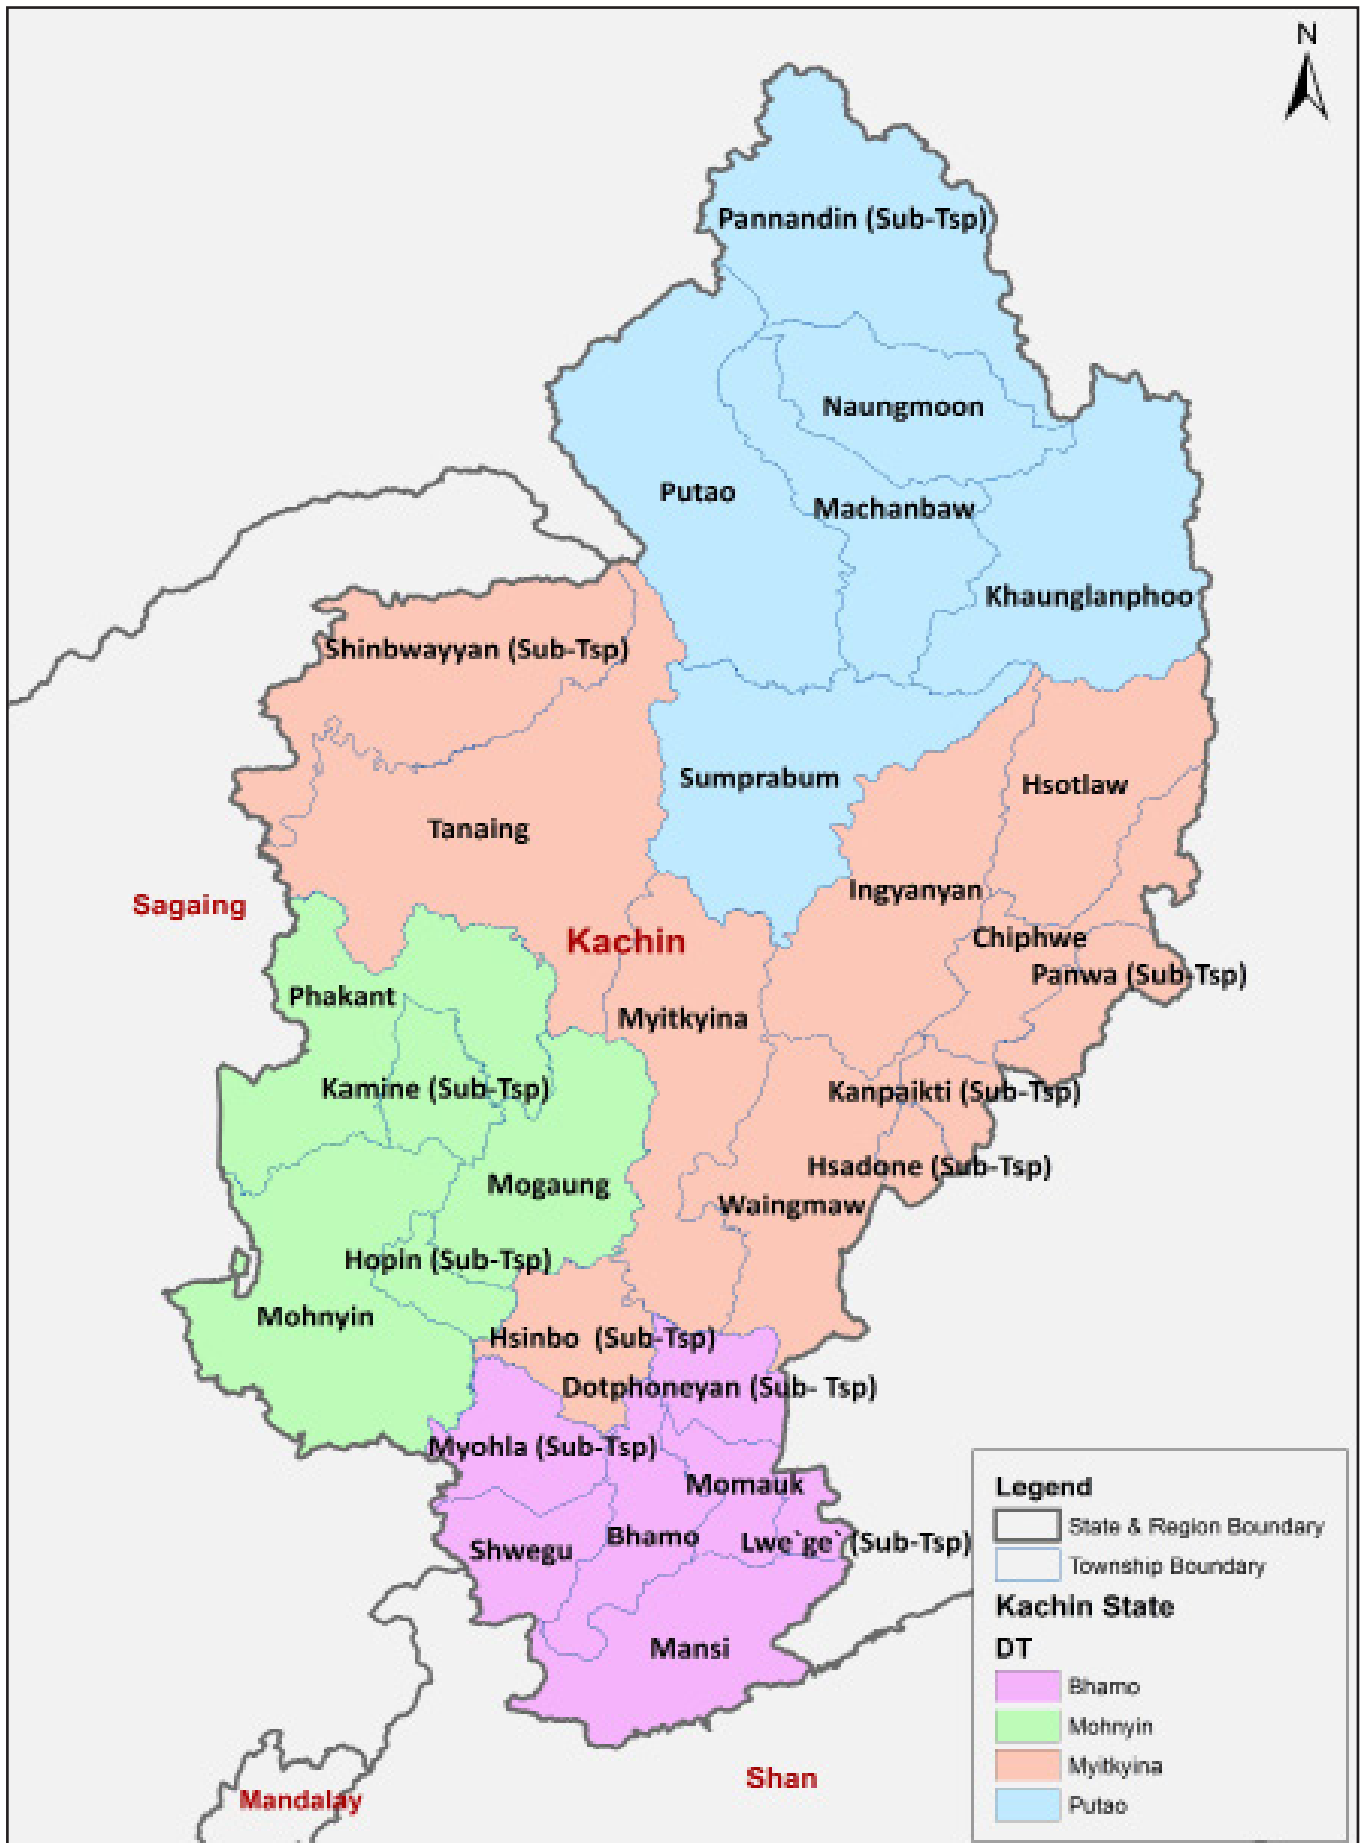 N
Pannandin (Sub-Tsp)
Naungmoon
Putao
Machanbaw
Khaunglanphoo
Shinbwayyan (Sub-Tsp)
Sumprabum
Hsotlaw
Tanaing
Ingyanyan
Sagaing
Kachin
Chiphwe
Panwa (Sub-Tsp)
Phakant
Myitkyina
Kamine (Sub-Tsp)
Kanpaikti (Sub-Tsp)
Hsadone (Sub-Tsp)
Mogaung
Waingmaw
Hopin (Sub-Tsp)
Mohnyin
Hsinbo (Sub-Tsp)
Dotphoneyan (Sub- Tsp)
Myohla (Sub-Tsp)
Momauk
Bhamo
Lwe`ge` (Sub-Tsp)
Shwegu
Mansi
Shan
Mandalay
Legend
State & Region Boundary
Township Boundary
Kachin State
DT
Bhamo
Mohnyin
Myitkyina
Putao